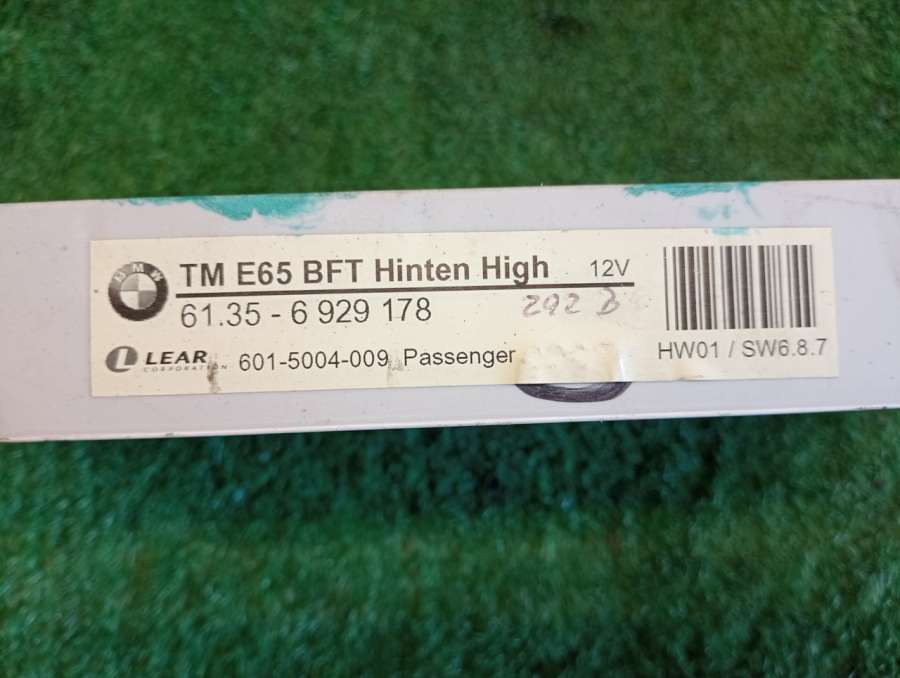 BMW
TM E65 BFT Hinten High 12V
61.35 - 6 929 178
292 B
LEAR
CORPORATION
601-5004-009 Passenger
HW01 / SW6.8.7